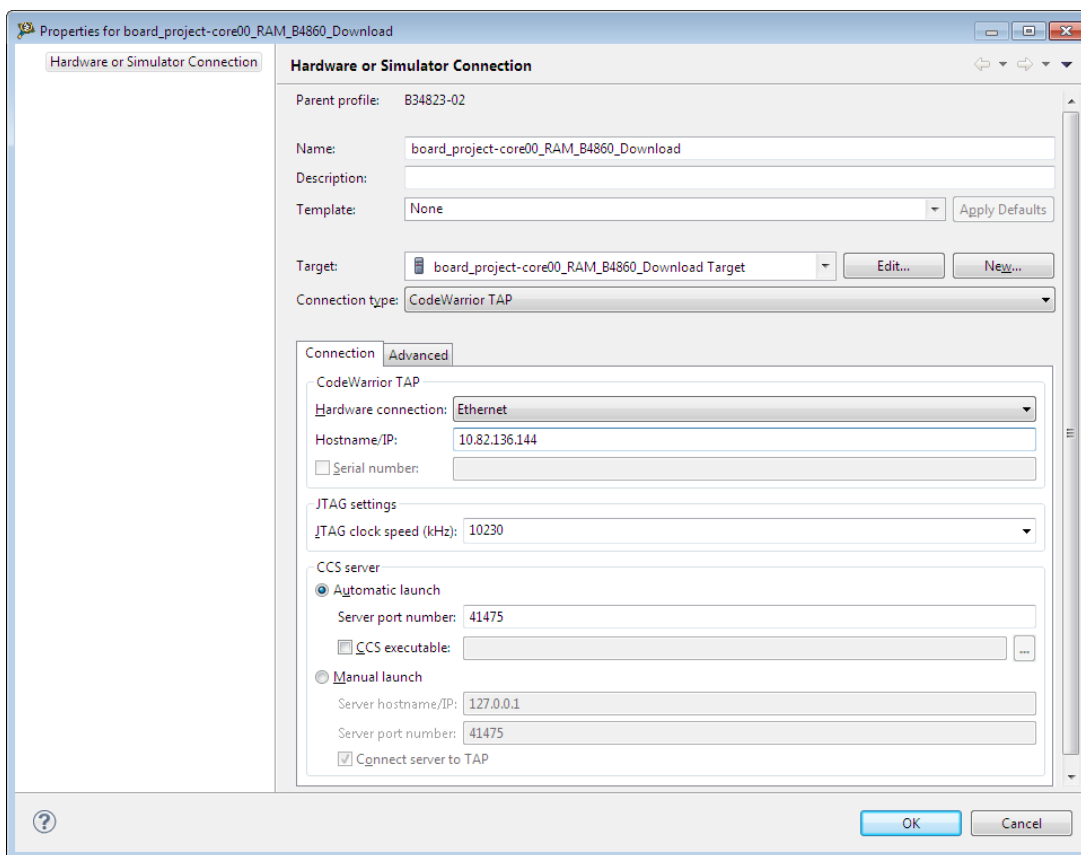 Properties for board_project-core00_RAM_B4860_Download
Hardware or Simulator Connection
Hardware or Simulator Connection
Parent profile: B34823-02
Name: board_project-core00_RAM_B4860_Download
Description:
Template: None Apply Defaults
Target: board_project-core00_RAM_B4860_Download Target Edit... New...
Connection type: CodeWarrior TAP
Connection Advanced
CodeWarrior TAP
Hardware connection: Ethernet
Hostname/IP: 10.82.136.144
Serial number:
JTAG settings
JTAG clock speed (kHz): 10230
CCS server
Automatic launch
Server port number: 41475
CCS executable: ...
Manual launch
Server hostname/IP: 127.0.0.1
Server port number: 41475
Connect server to TAP
? OK Cancel